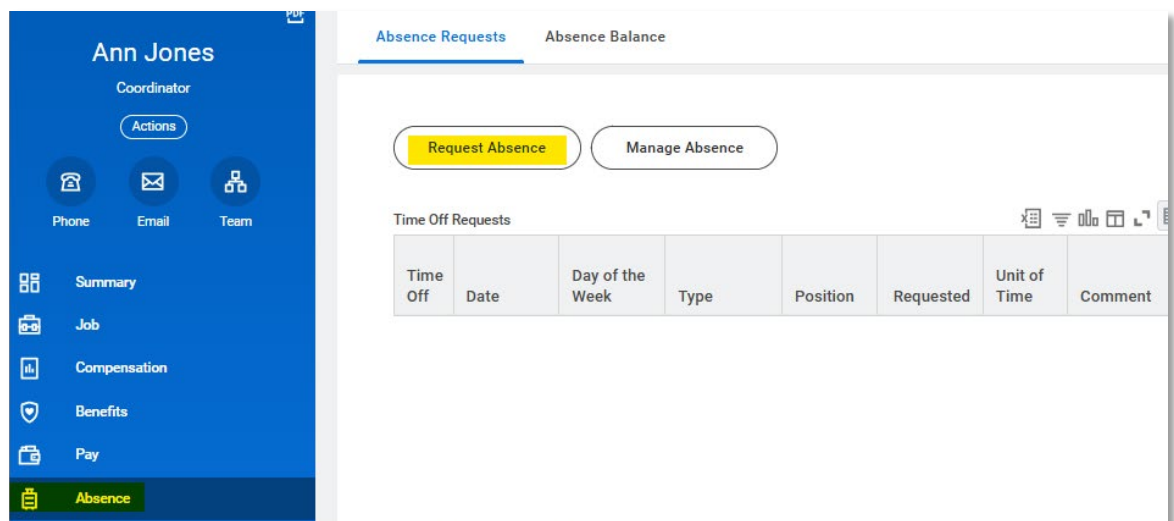 PDF
Ann Jones
Coordinator
Actions
Phone Email Team
Summary
Job
Compensation
Benefits
Pay
Absence
Absence Requests Absence Balance
Request Absence Manage Absence
Time Off Requests
Time Off Date Day of the Week Type Position Requested Unit of Time Comment